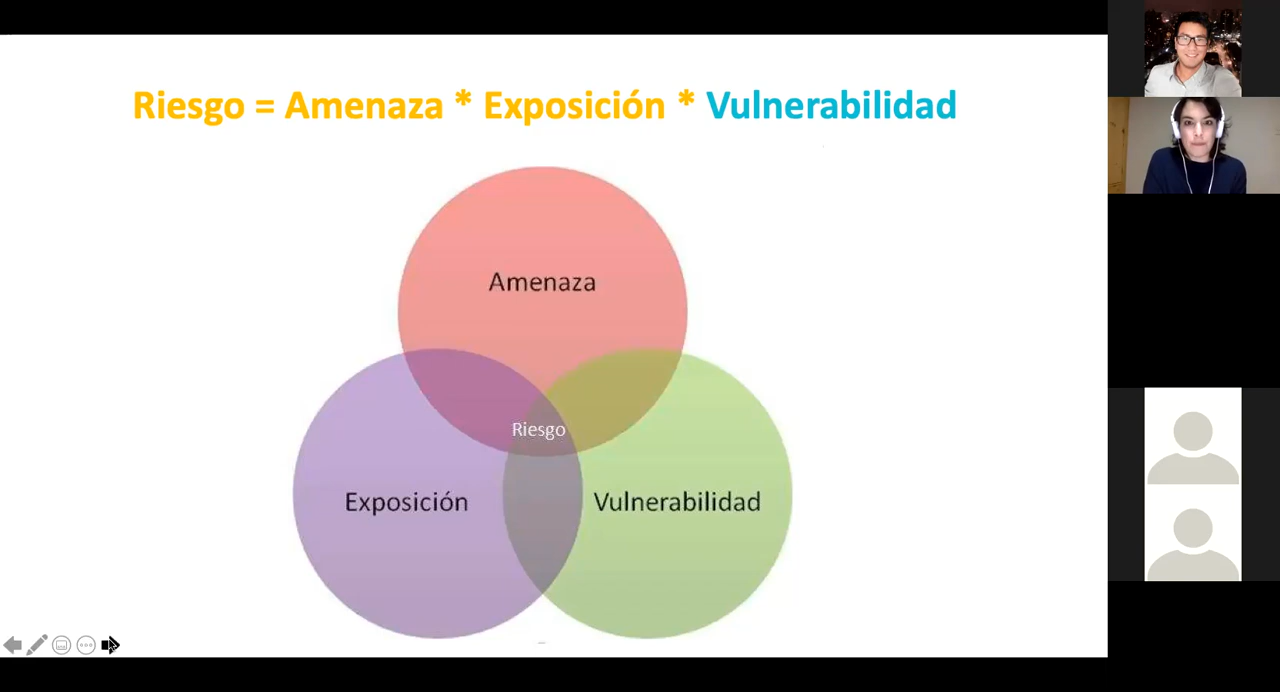 Riesgo = Amenaza * Exposición * Vulnerabilidad
Amenaza
Riesgo
Exposición
Vulnerabilidad